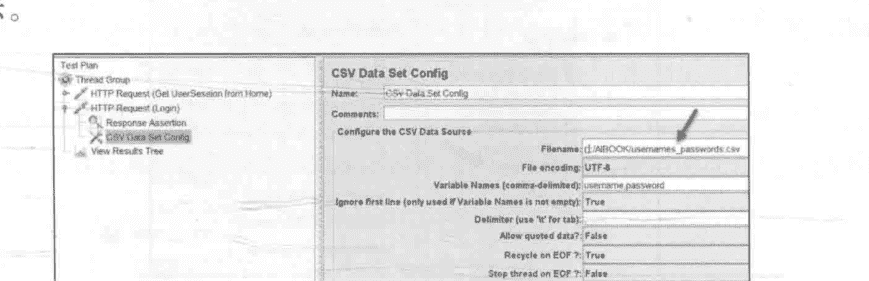 示。
Test Plan
Thread Group
HTTP Request (Get UserSession from Home)
HTTP Request (Login)
Response Assertion
CSV Data Set Config
View Results Tree
CSV Data Set Config
Name: CSV Data Set Config
Comments:
Configure the CSV Data Source
Filename: d:/AIBOOK/usernames_passwords.csv
File encoding: UTF-8
Variable Names (comma-delimited): username,password
Ignore first line (only used if Variable Names is not empty): True
Delimiter (use '\t' for tab):
Allow quoted data?: False
Recycle on EOF ?: True
Stop thread on EOF ?: False